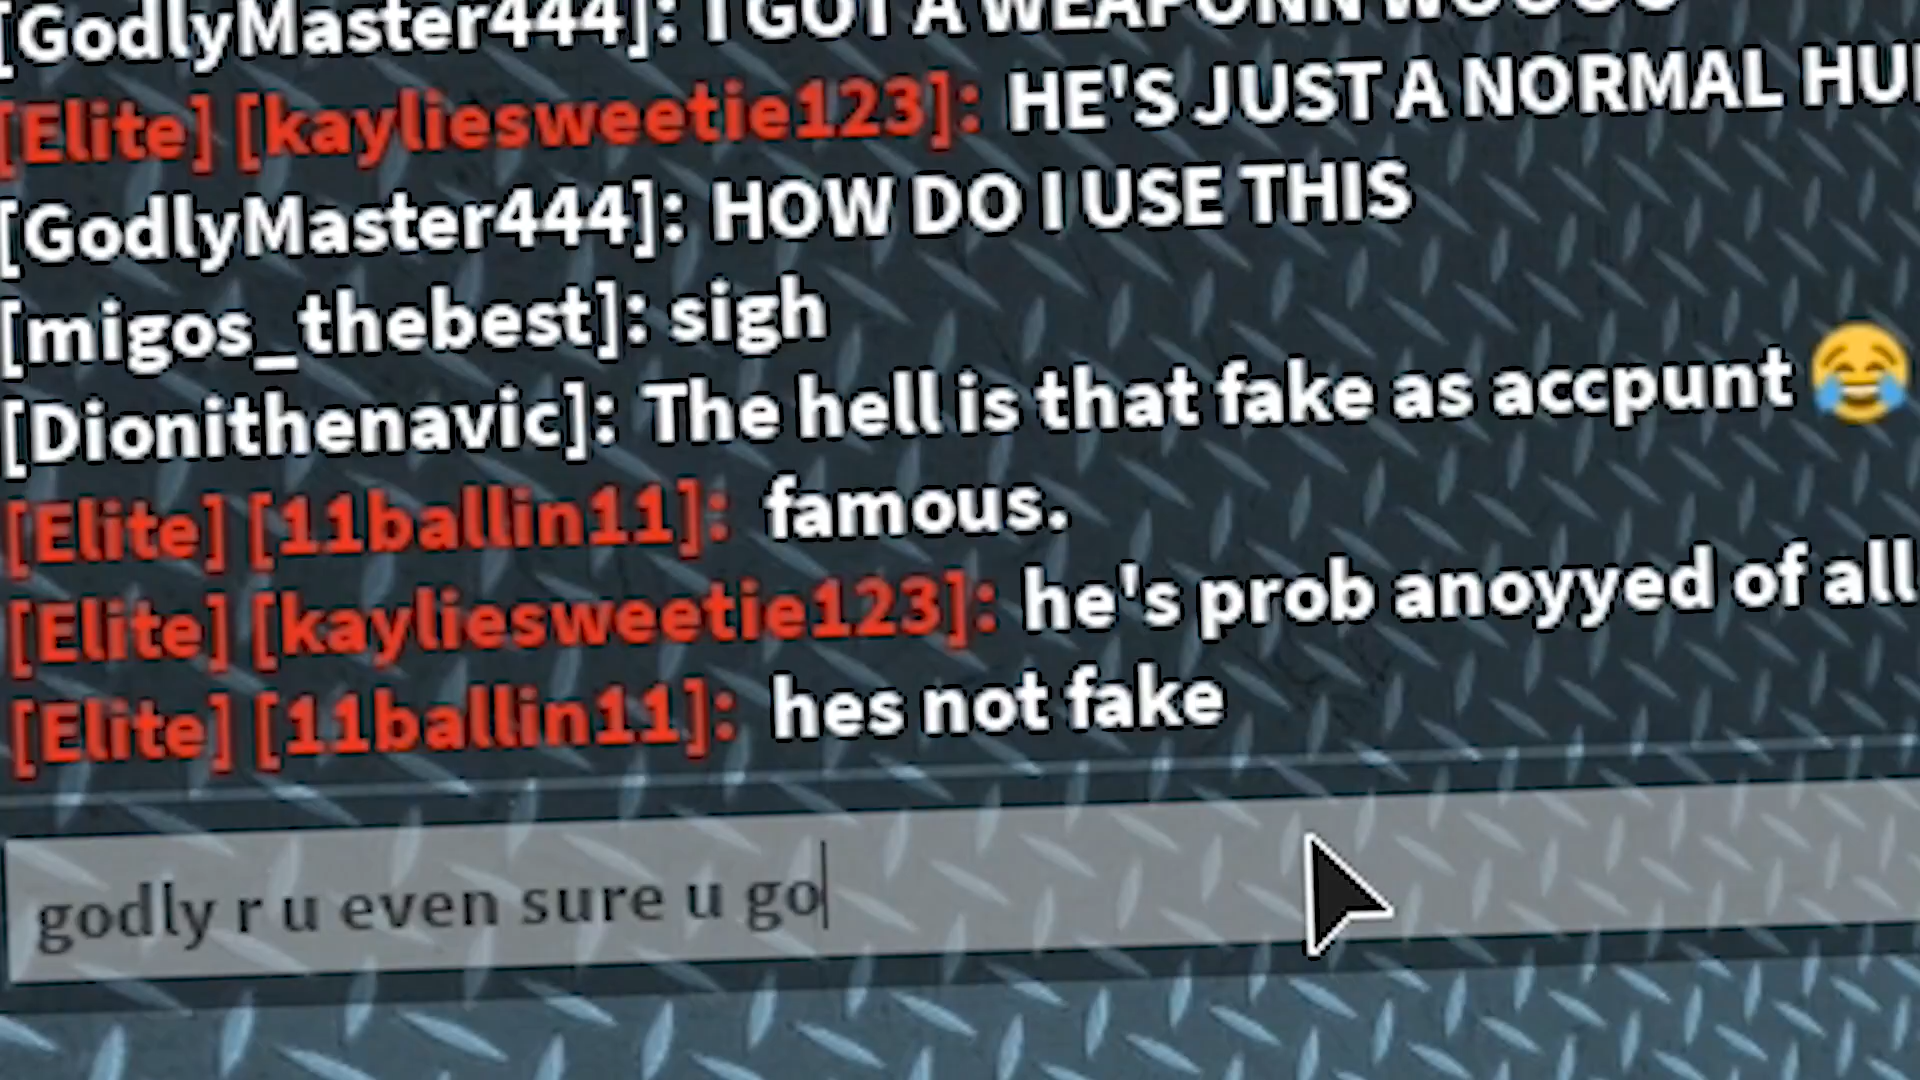 [GodlyMaster444]: I GOT A WEAPONN WOOOO
[Elite] [kayliesweetie123]: HE'S JUST A NORMAL
[GodlyMaster444]: HOW DO I USE THIS
[migos_thebest]: sigh
[Dionithenavic]: The hell is that fake as accpunt 😂
[Elite] [11ballin11]: famous.
[Elite] [kayliesweetie123]: he's prob anoyyed of all
[Elite] [11ballin11]: hes not fake
godly r u even sure u go